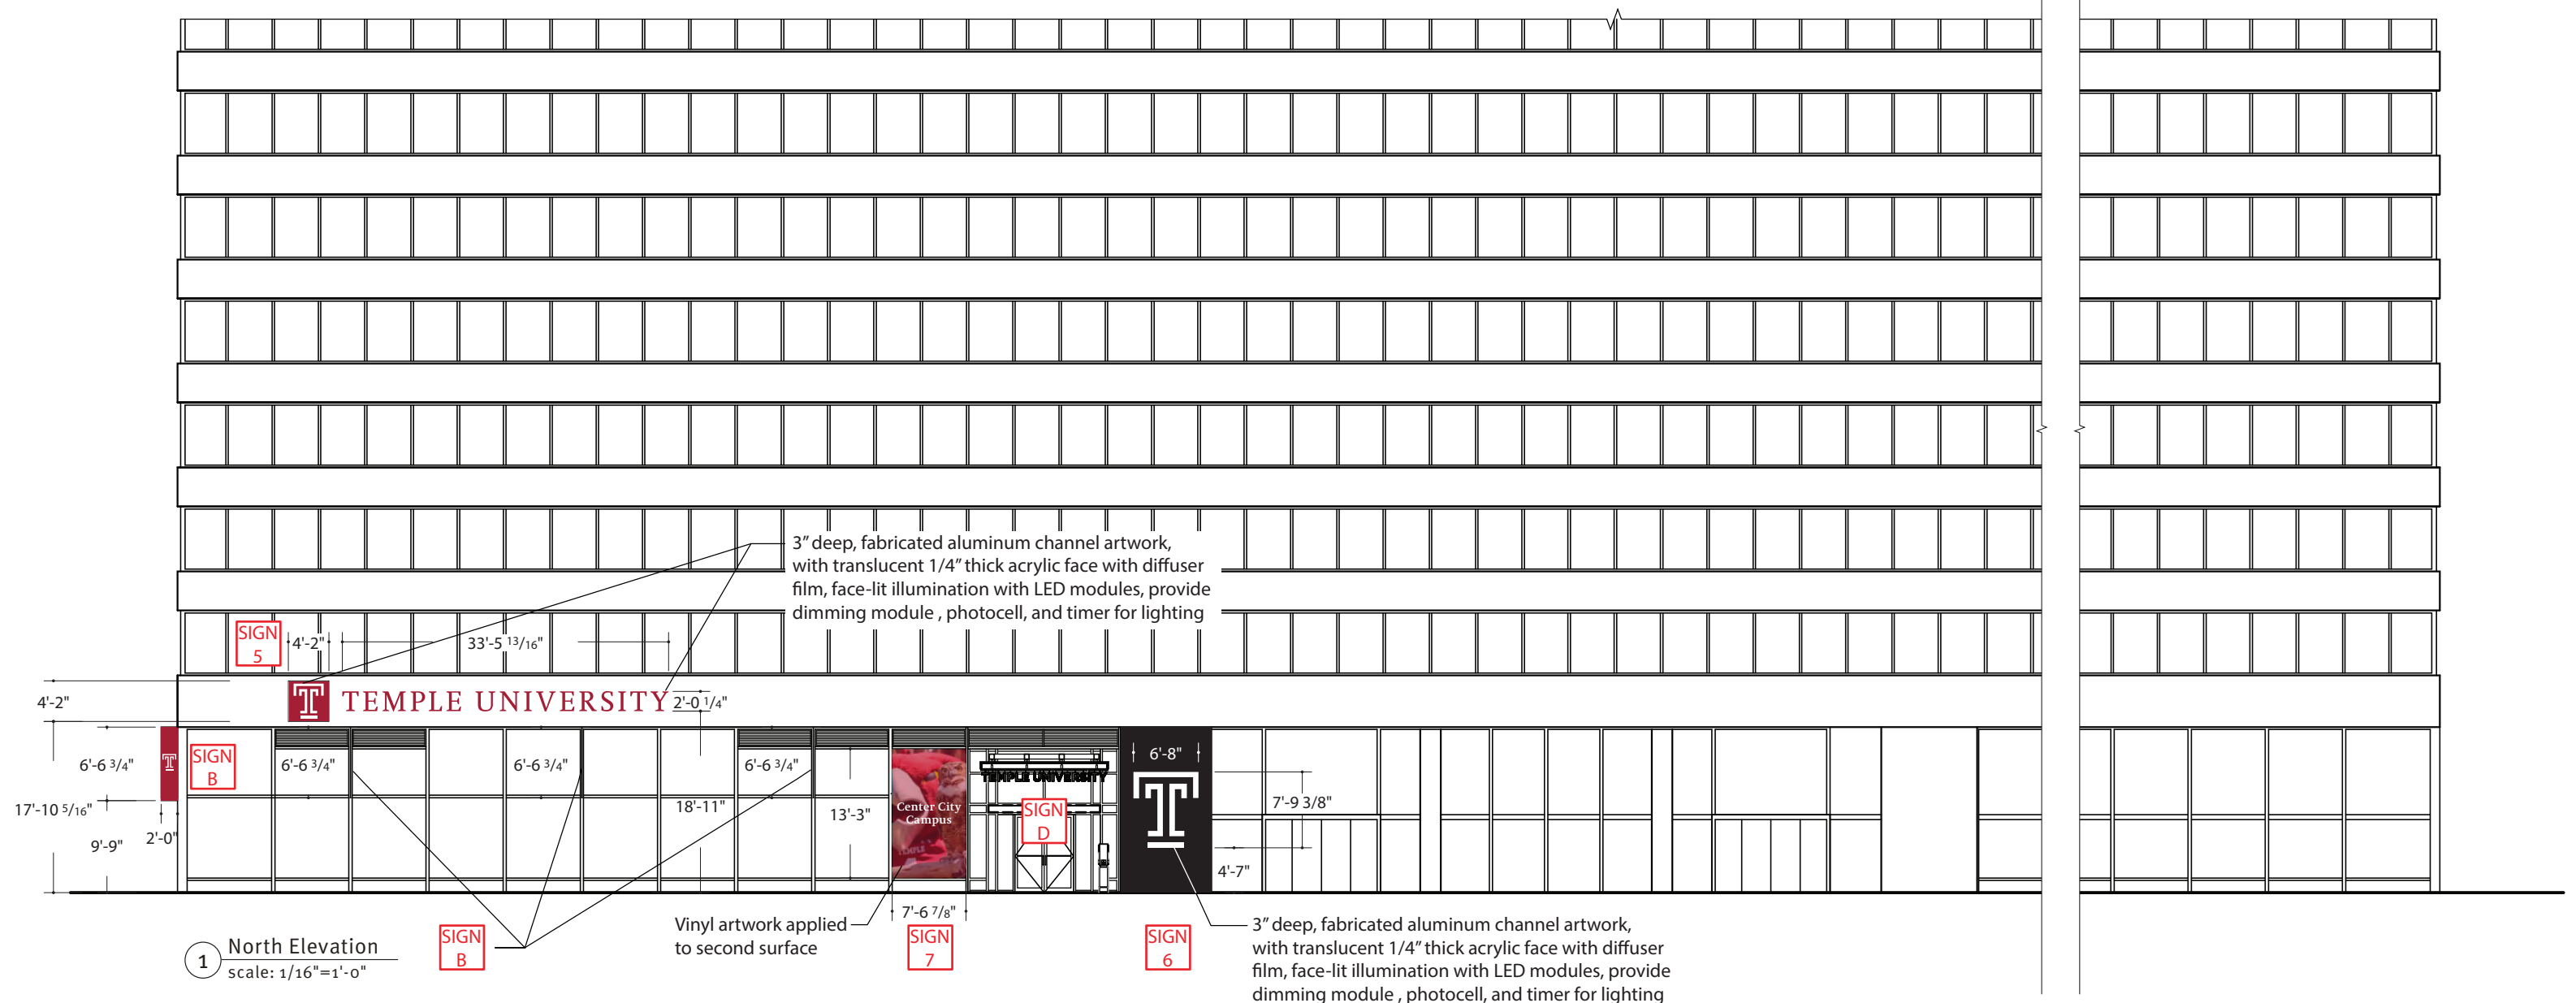 3" deep, fabricated aluminum channel artwork,
with translucent 1/4" thick acrylic face with diffuser
film, face-lit illumination with LED modules, provide
dimming module , photocell, and timer for lighting
SIGN
5
4'-2"
33'-5 13/16"
4'-2"
T TEMPLE UNIVERSITY
2'-0 1/4"
6'-6 3/4"
T
SIGN
B
6'-6 3/4"
6'-6 3/4"
6'-6 3/4"
17'-10 5/16"
9'-9"
2'-0"
18'-11"
13'-3"
Center City
Campus
TEMPLE
TEMPLE UNIVERSITY
SIGN
D
6'-8"
T
7'-9 3/8"
4'-7"
7'-6 7/8"
Vinyl artwork applied
to second surface
SIGN
B
SIGN
7
SIGN
6
3" deep, fabricated aluminum channel artwork,
with translucent 1/4" thick acrylic face with diffuser
film, face-lit illumination with LED modules, provide
dimming module , photocell, and timer for lighting
1 North Elevation
scale: 1/16"=1'-0"